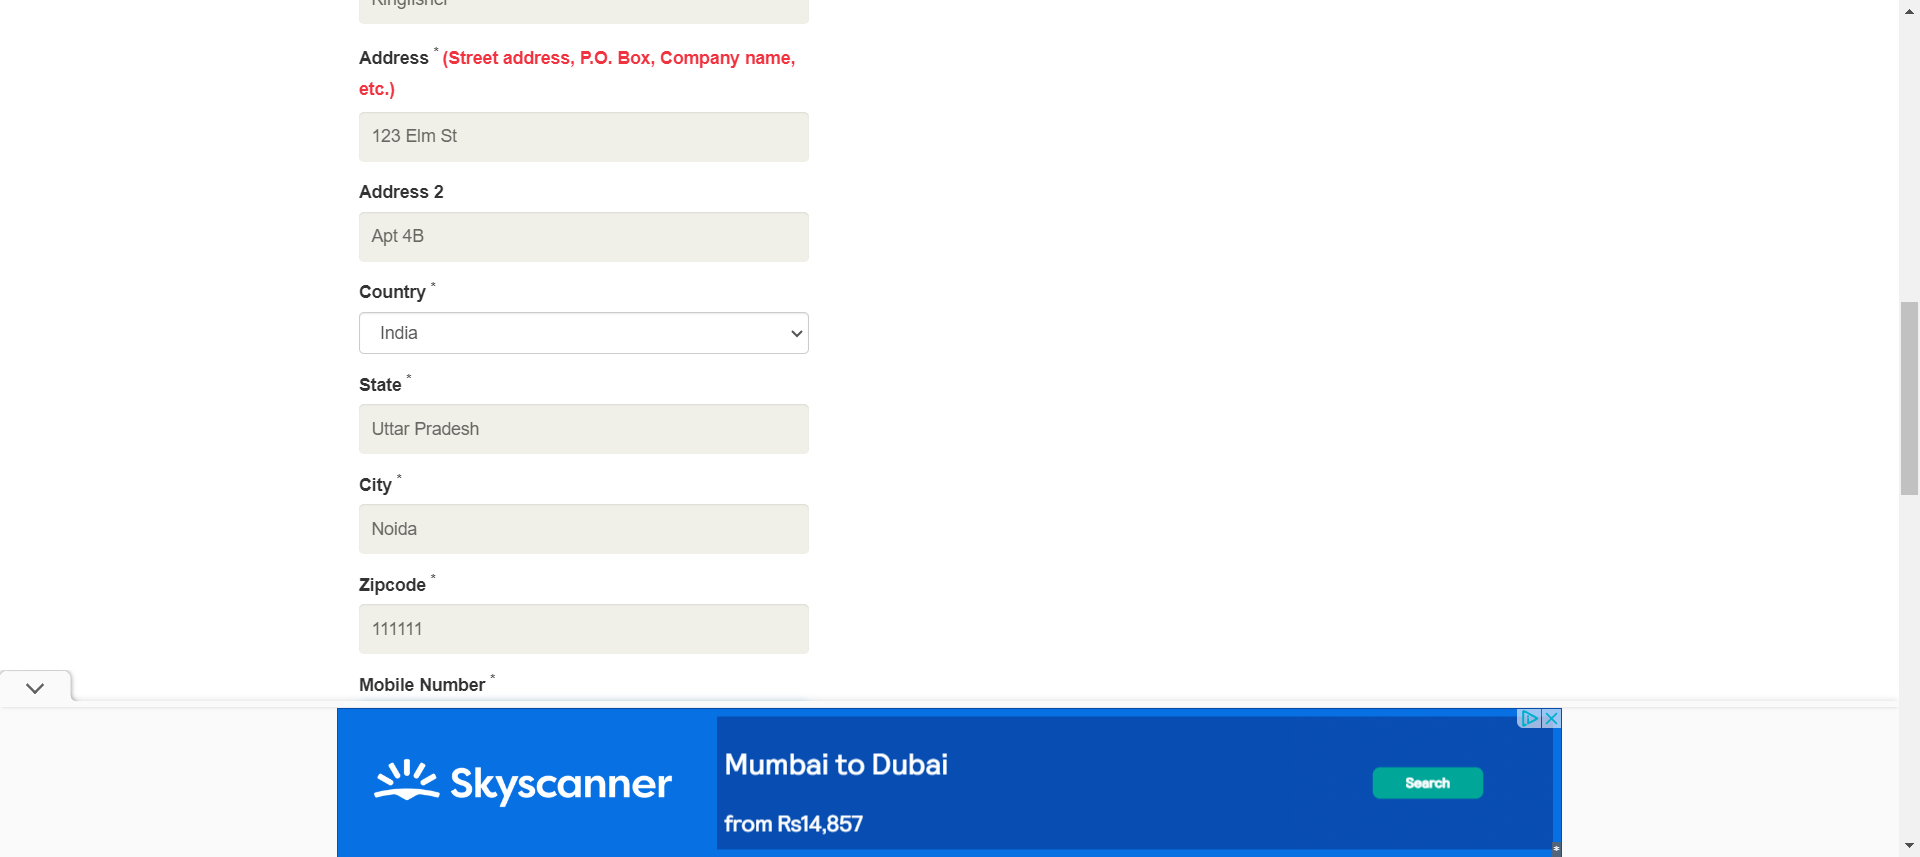 Kingfisher
Address * (Street address, P.O. Box, Company name,
etc.)
123 Elm St
Address 2
Apt 4B
Country *
India
State *
Uttar Pradesh
City *
Noida
Zipcode *
111111
Mobile Number *
Skyscanner
Mumbai to Dubai
from Rs14,857
Search